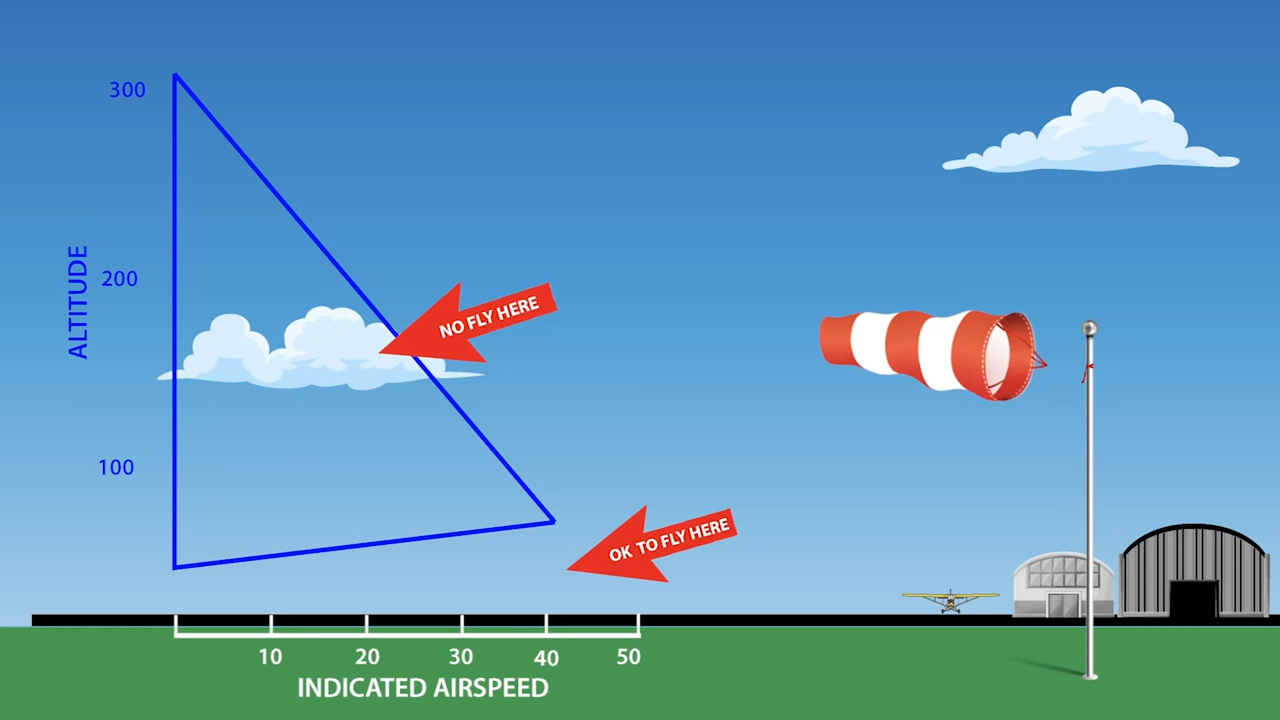 300
ALTITUDE
200
NO FLY HERE
100
OK TO FLY HERE
10 20 30 40 50
INDICATED AIRSPEED